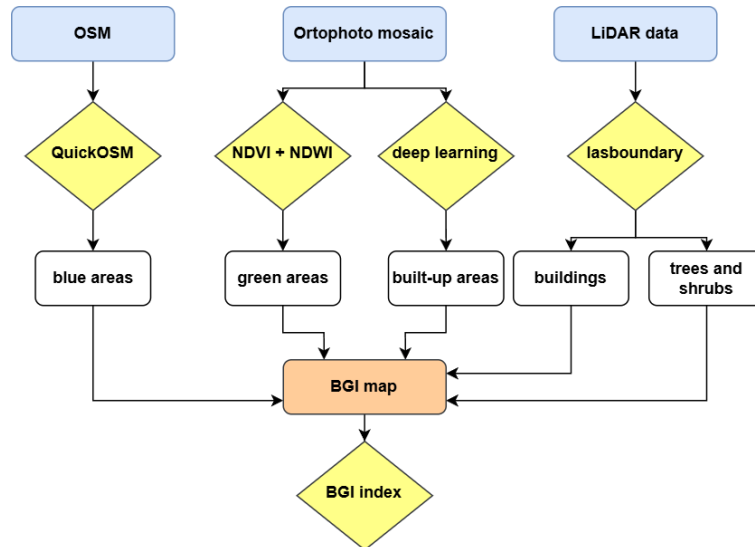 OSM
Ortophoto mosaic
LiDAR data
QuickOSM
NDVI + NDWI
deep learning
lasboundary
blue areas
green areas
built-up areas
buildings
trees and
shrubs
BGI map
BGI index